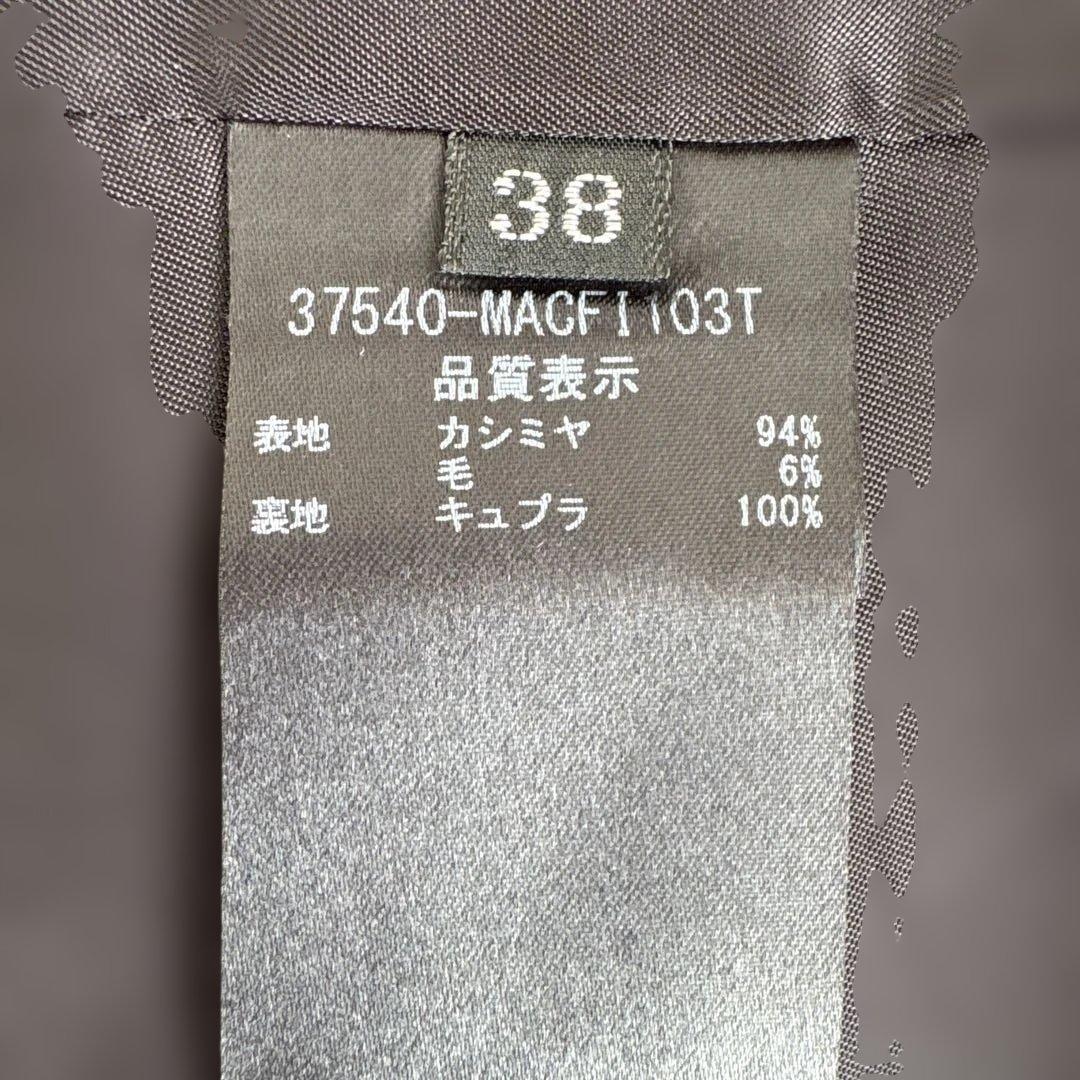 38
37540-MACFI103T
品質表示
表地 カシミヤ 94%
毛 6%
裏地 キュプラ 100%